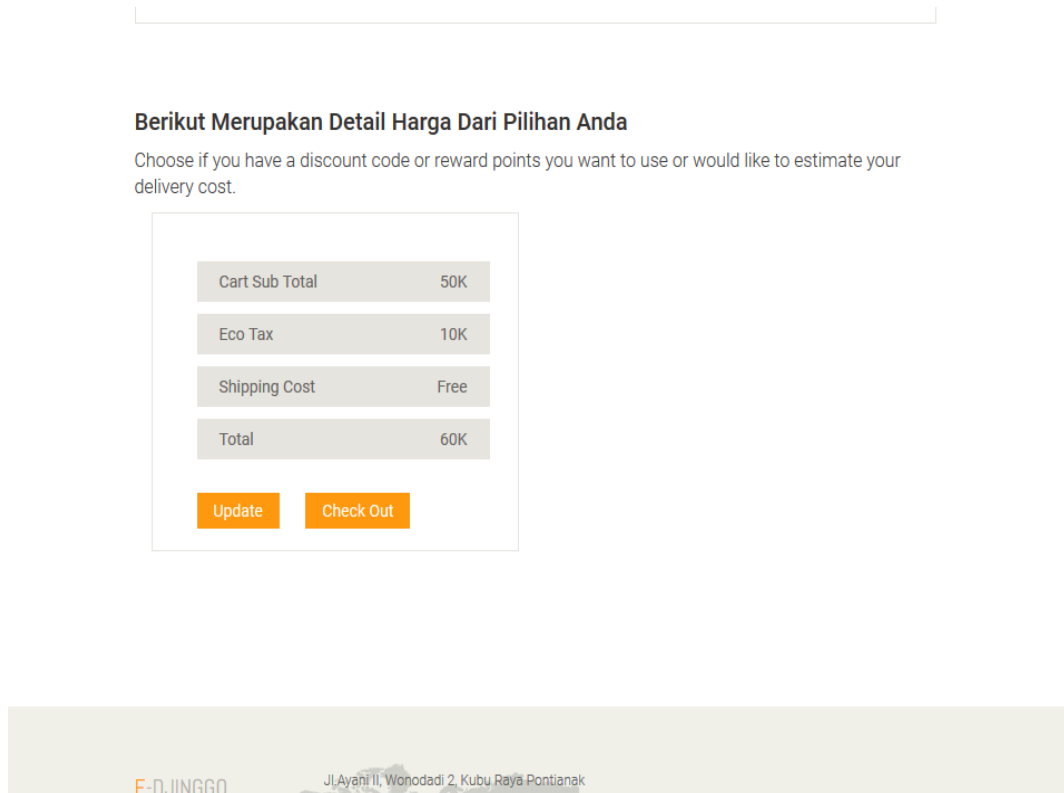 Berikut Merupakan Detail Harga Dari Pilihan Anda
Choose if you have a discount code or reward points you want to use or would like to estimate your
delivery cost.
Cart Sub Total 50K
Eco Tax 10K
Shipping Cost Free
Total 60K
Update Check Out
E-DJINGGO
Jl.Ayani II, Wonodadi 2, Kubu Raya Pontianak